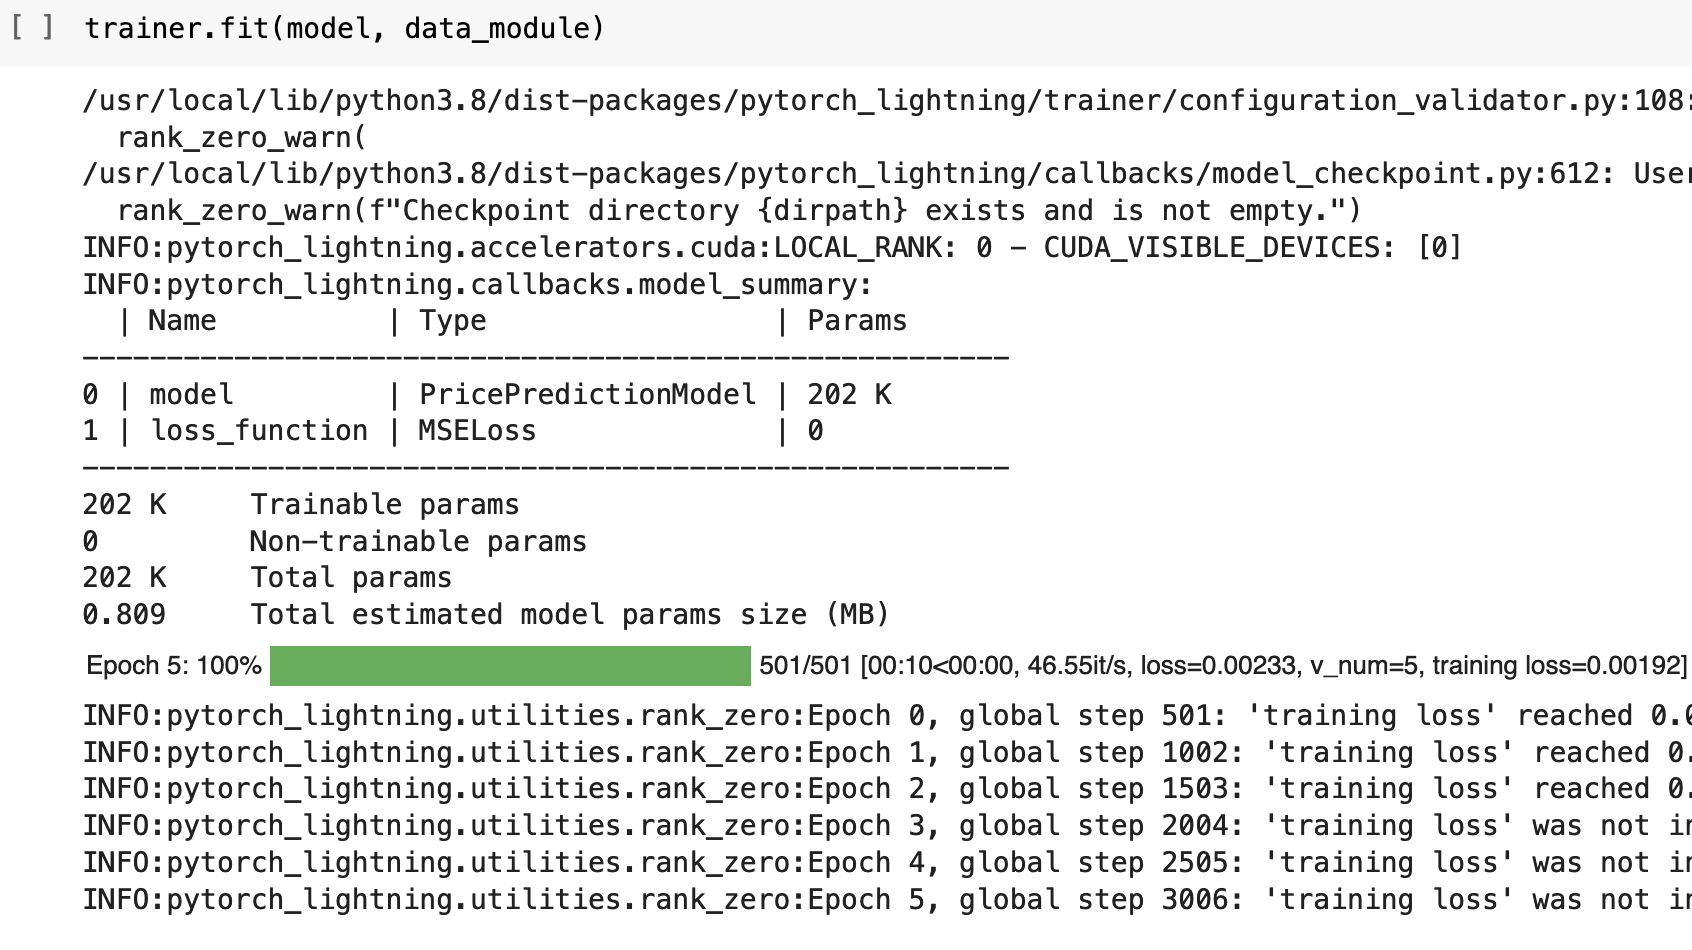 [ ] trainer.fit(model, data_module)
/usr/local/lib/python3.8/dist-packages/pytorch_lightning/trainer/configuration_validator.py:108:
rank_zero_warn(
/usr/local/lib/python3.8/dist-packages/pytorch_lightning/callbacks/model_checkpoint.py:612: User
rank_zero_warn(f"Checkpoint directory {dirpath} exists and is not empty.")
INFO:pytorch_lightning.accelerators.cuda:LOCAL_RANK: 0 - CUDA_VISIBLE_DEVICES: [0]
INFO:pytorch_lightning.callbacks.model_summary:
| Name | Type | Params
-------------------------------------------------------
0 | model | PricePredictionModel | 202 K
1 | loss_function | MSELoss | 0
-------------------------------------------------------
202 K Trainable params
0 Non-trainable params
202 K Total params
0.809 Total estimated model params size (MB)
Epoch 5: 100% 501/501 [00:10<00:00, 46.55it/s, loss=0.00233, v_num=5, training loss=0.00192]
INFO:pytorch_lightning.utilities.rank_zero:Epoch 0, global step 501: 'training loss' reached 0.0
INFO:pytorch_lightning.utilities.rank_zero:Epoch 1, global step 1002: 'training loss' reached 0.
INFO:pytorch_lightning.utilities.rank_zero:Epoch 2, global step 1503: 'training loss' reached 0.
INFO:pytorch_lightning.utilities.rank_zero:Epoch 3, global step 2004: 'training loss' was not in
INFO:pytorch_lightning.utilities.rank_zero:Epoch 4, global step 2505: 'training loss' was not in
INFO:pytorch_lightning.utilities.rank_zero:Epoch 5, global step 3006: 'training loss' was not in